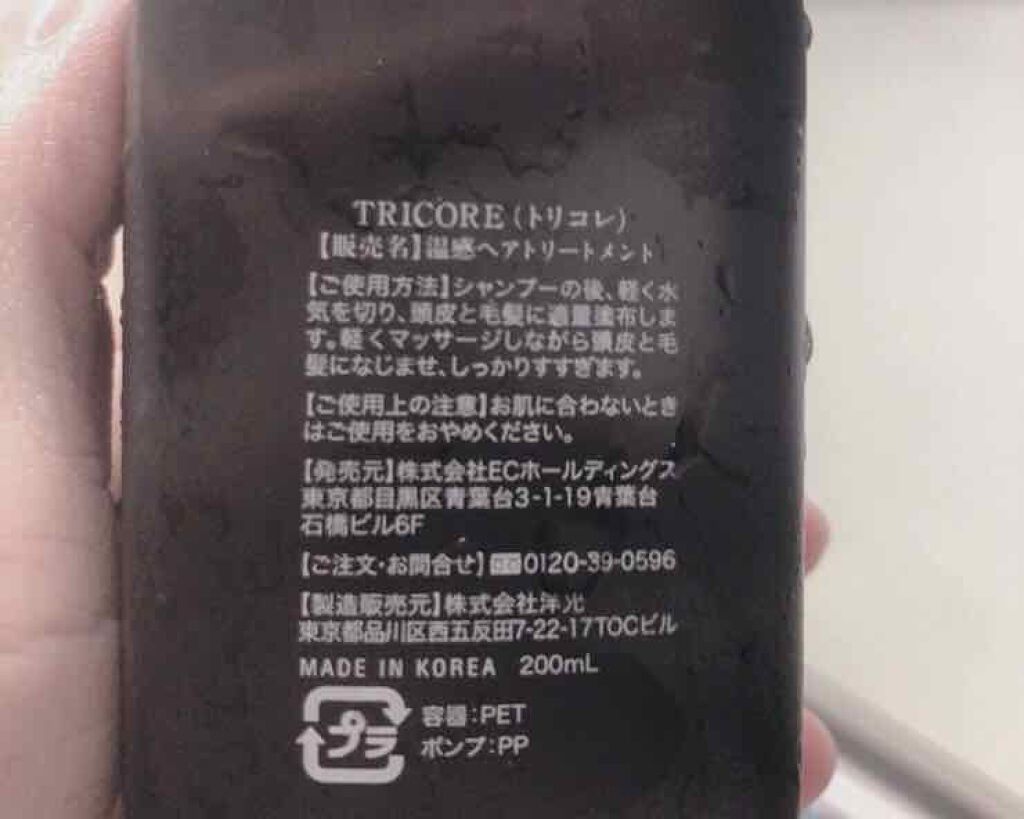 TRICORE(トリコレ)
【販売名】温感ヘアトリートメント
【ご使用方法】シャンプーの後、軽く水
気を切り、頭皮と毛髪に適量塗布しま
す。軽くマッサージしながら頭皮と毛
髪になじませ、しっかりすすぎます。
【ご使用上の注意】お肌に合わないとき
はご使用をおやめください。
【発売元】株式会社ECホールディングス
東京都目黒区青葉台3-1-19青葉台
石橋ビル6F
【ご注文・お問合せ】0120-39-0596
【製造販売元】株式会社洋光
東京都品川区西五反田7-22-17TOCビル
MADE IN KOREA 200mL
プラ 容器:PET
ポンプ:PP